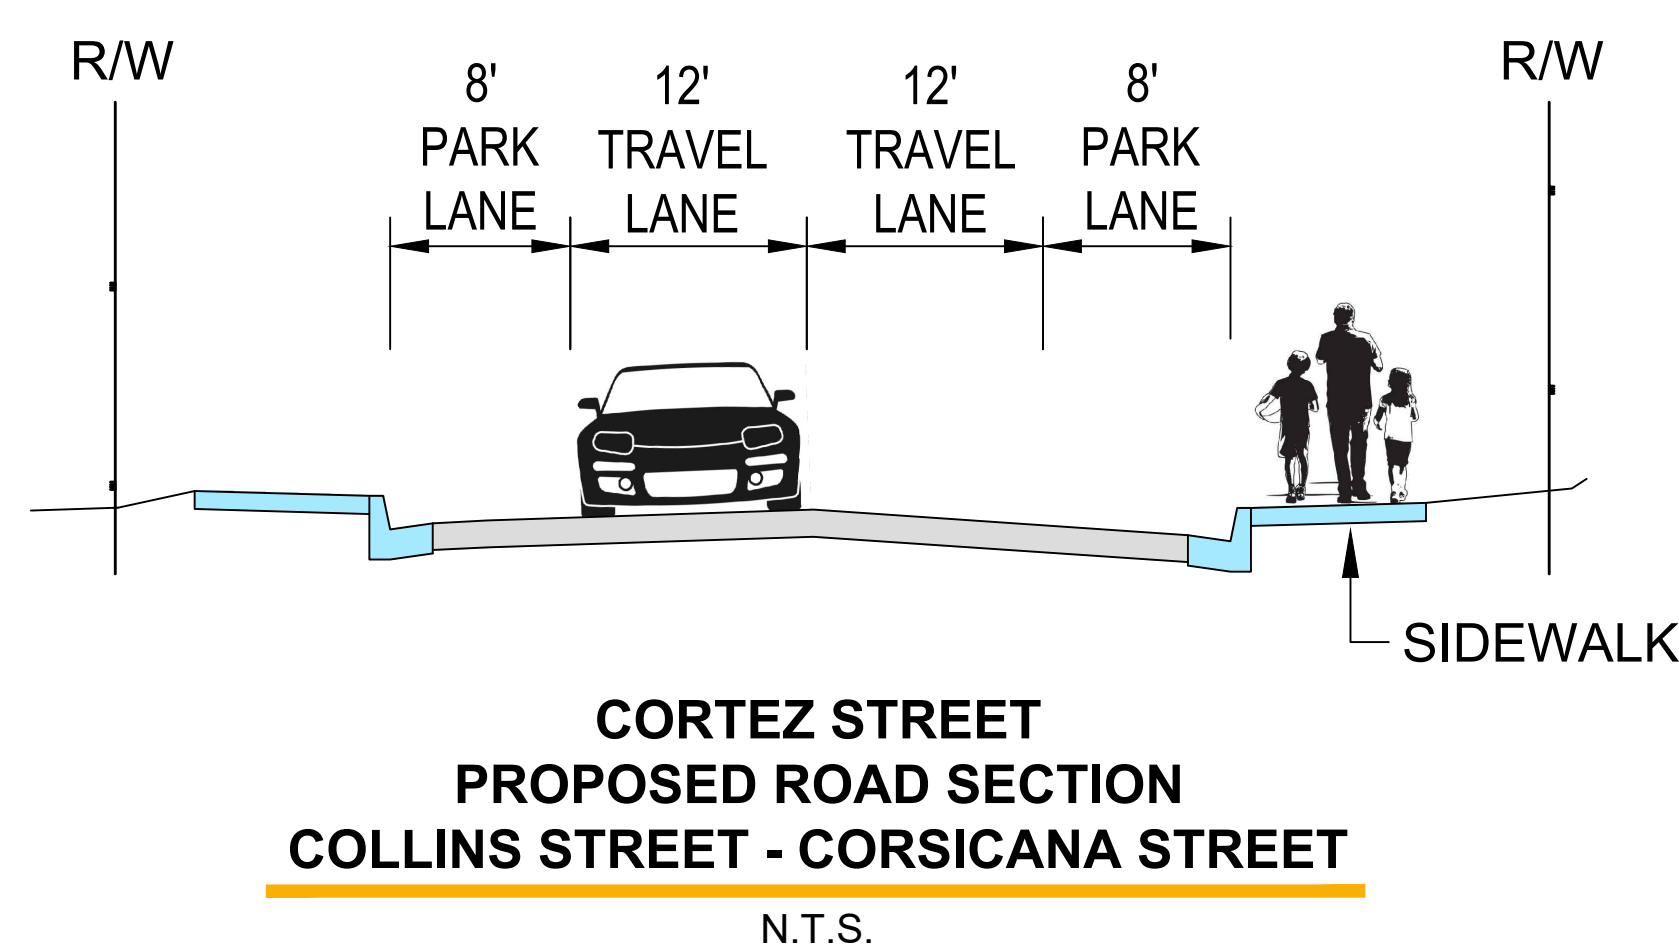 R/W
8'
PARK
LANE
12'
TRAVEL
LANE
12'
TRAVEL
LANE
8'
PARK
LANE
R/W
SIDEWALK
CORTEZ STREET
PROPOSED ROAD SECTION
COLLINS STREET - CORSICANA STREET
N.T.S.